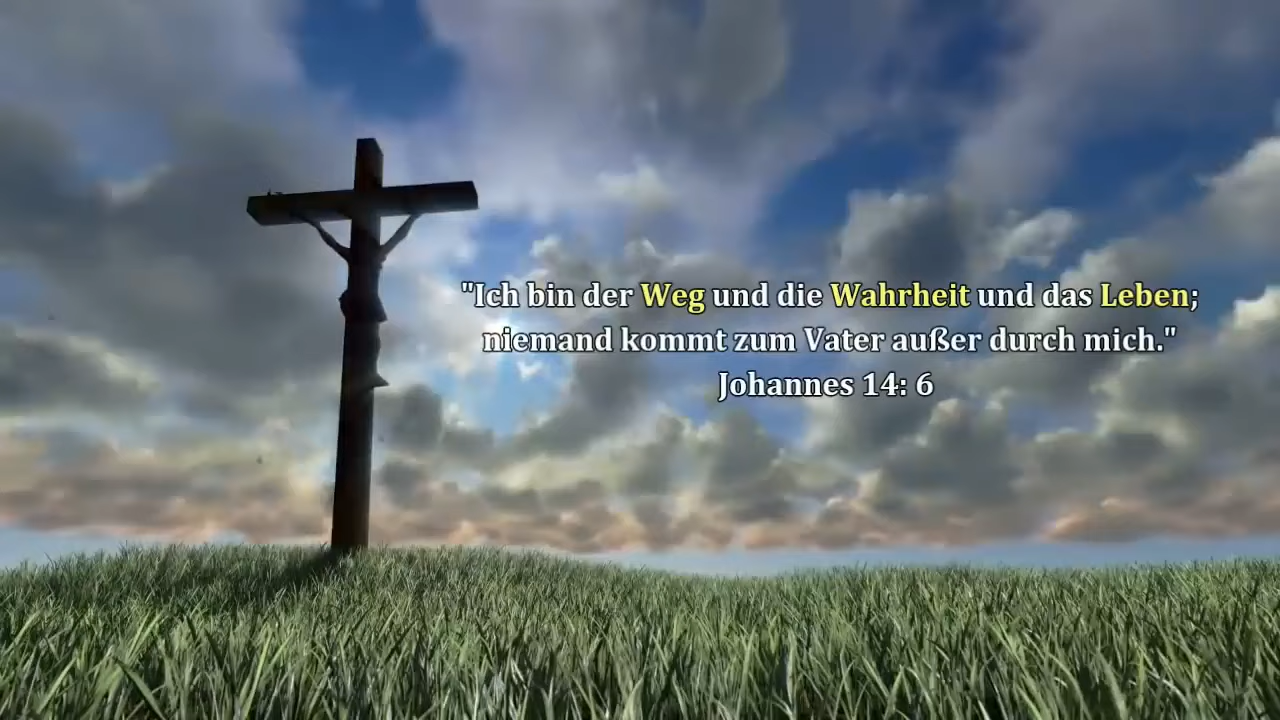 "Ich bin der Weg und die Wahrheit und das Leben;
niemand kommt zum Vater außer durch mich."
Johannes 14: 6